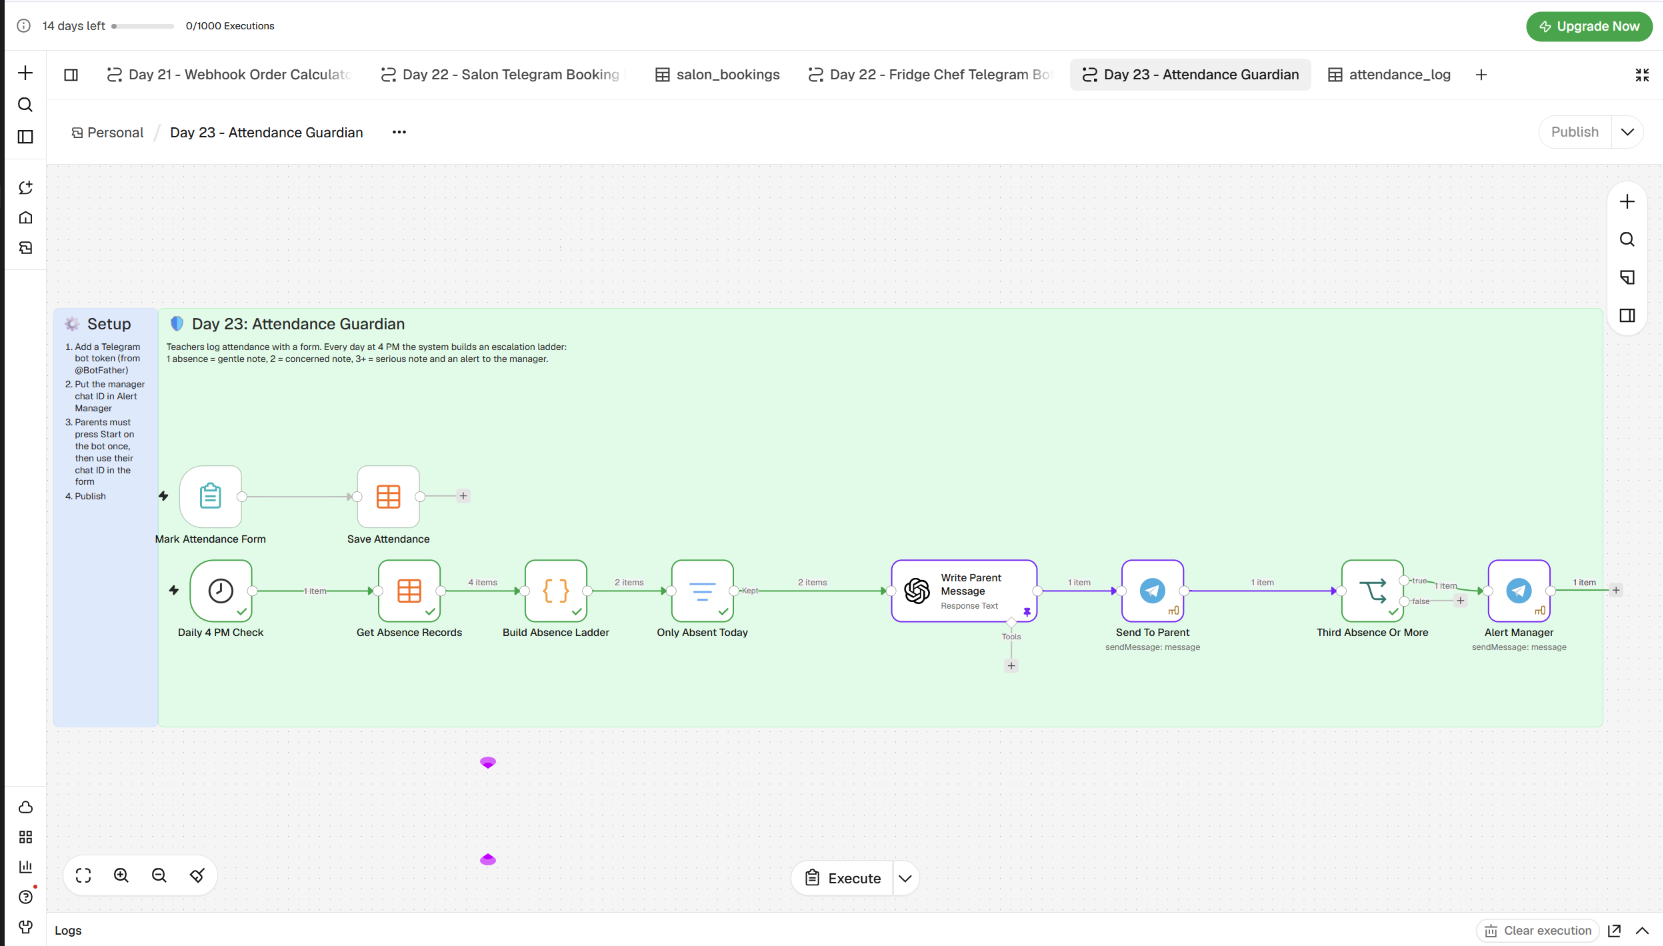 14 days left
0/1000 Executions
Upgrade Now
Day 21 - Webhook Order Calculato
Day 22 - Salon Telegram Booking
salon_bookings
Day 22 - Fridge Chef Telegram Bo
Day 23 - Attendance Guardian
attendance_log
Personal / Day 23 - Attendance Guardian
Publish
Setup
1. Add a Telegram
bot token (from
@BotFather)
2. Put the manager
chat ID in Alert
Manager
3. Parents must
press Start on
the bot once,
then use their
chat ID in the
form
4. Publish
Day 23: Attendance Guardian
Teachers log attendance with a form. Every day at 4 PM the system builds an escalation ladder:
1 absence = gentle note, 2 = concerned note, 3+ = serious note and an alert to the manager.
Mark Attendance Form
Save Attendance
1 item
4 items
2 items
Kept
2 items
Write Parent
Message
Response Text
Tools
1 item
1 item
true
1 item
false
1 item
Daily 4 PM Check
Get Absence Records
Build Absence Ladder
Only Absent Today
Send To Parent
sendMessage: message
Third Absence Or More
Alert Manager
sendMessage: message
Execute
Logs
Clear execution